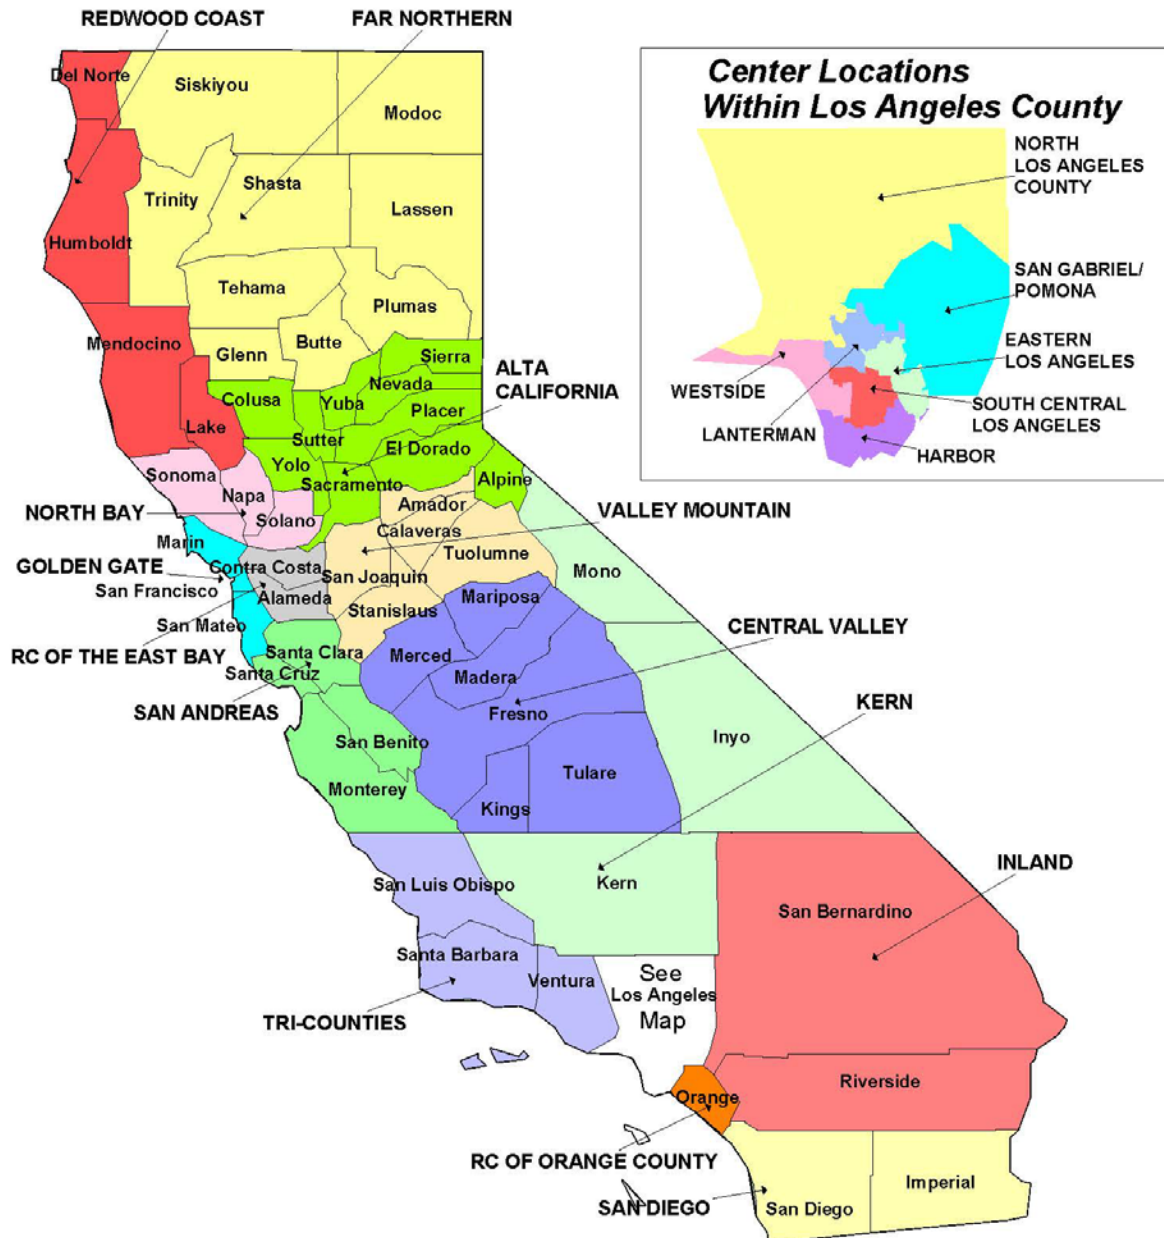 REDWOOD COAST
FAR NORTHERN
Del Norte
Siskiyou
Modoc
Trinity
Shasta
Lassen
Humboldt
Tehama
Plumas
Mendocino
Glenn
Butte
Sierra
Nevada
ALTA
CALIFORNIA
Colusa
Yuba
Placer
Lake
Sutter
El Dorado
Sonoma
Yolo
Sacramento
Alpine
Napa
NORTH BAY
Solano
Amador
VALLEY MOUNTAIN
Calaveras
Marin
Tuolumne
GOLDEN GATE
Contra Costa
San Joaquin
Mono
San Francisco
Alameda
Mariposa
Stanislaus
San Mateo
CENTRAL VALLEY
RC OF THE EAST BAY
Santa Clara
Merced
Santa Cruz
Madera
KERN
SAN ANDREAS
Fresno
San Benito
Inyo
Tulare
Monterey
Kings
INLAND
San Luis Obispo
Kern
San Bernardino
Santa Barbara
Ventura
See
Los Angeles
Map
TRI-COUNTIES
Riverside
Orange
RC OF ORANGE COUNTY
Imperial
SAN DIEGO
San Diego
Center Locations
Within Los Angeles County
NORTH
LOS ANGELES
COUNTY
SAN GABRIEL/
POMONA
EASTERN
LOS ANGELES
WESTSIDE
SOUTH CENTRAL
LOS ANGELES
LANTERMAN
HARBOR